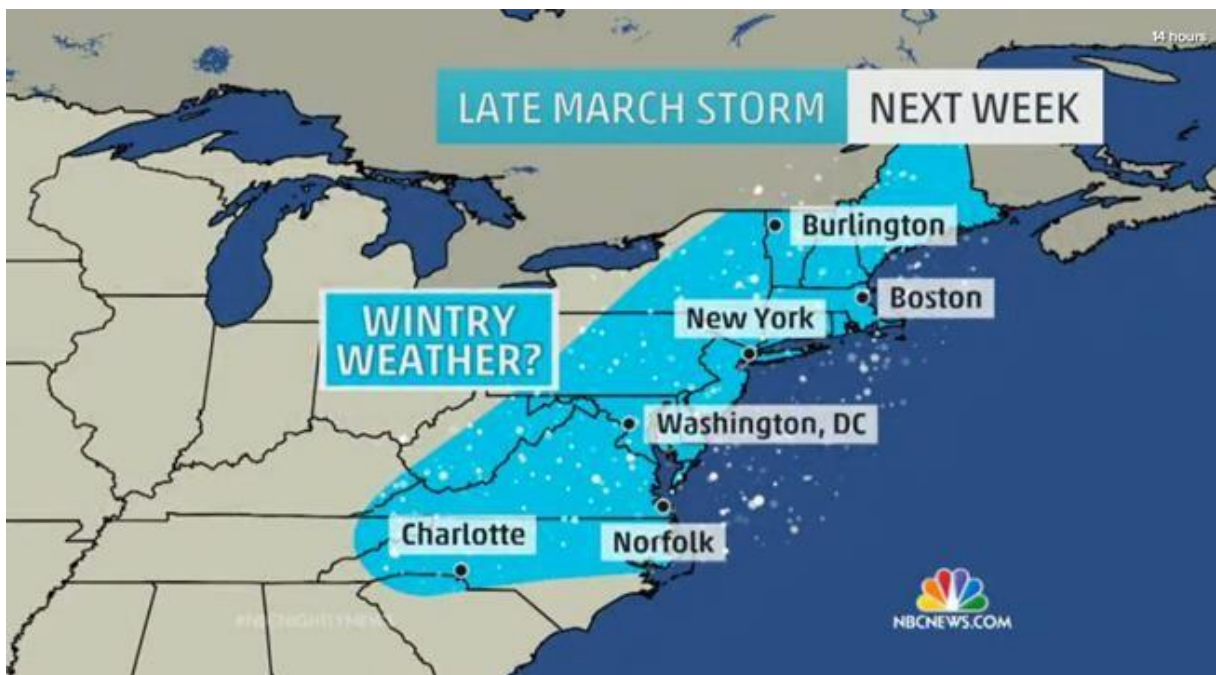 14 hours
LATE MARCH STORM NEXT WEEK
Burlington
Boston
New York
WINTRY
WEATHER?
Washington, DC
Charlotte
Norfolk
#NBCNIGHTLYNEWS
NBCNEWS.COM